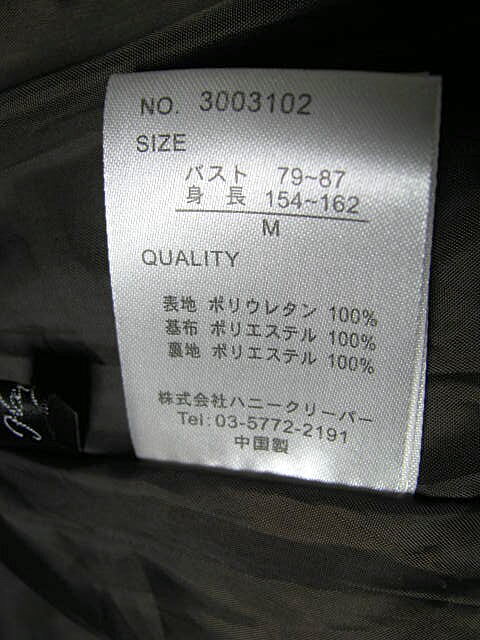 NO. 3003102
SIZE
バスト 79~87
身長 154~162
M
QUALITY
表地 ポリウレタン 100%
基布 ポリエステル 100%
裏地 ポリエステル 100%
株式会社ハニークリーパー
Tel: 03-5772-2191
中国製